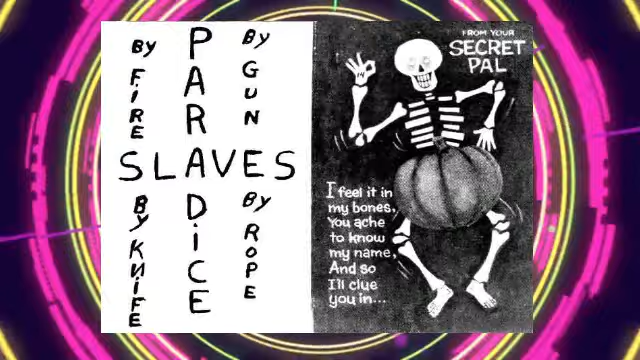 By FiRE
By GUN
PARADiCE
SLAVES
By KNiFE
By ROPE
FROM YOUR
SECRET
PAL
I feel it in
my bones,
You ache
to know
my name,
And so
I'll clue
you in...